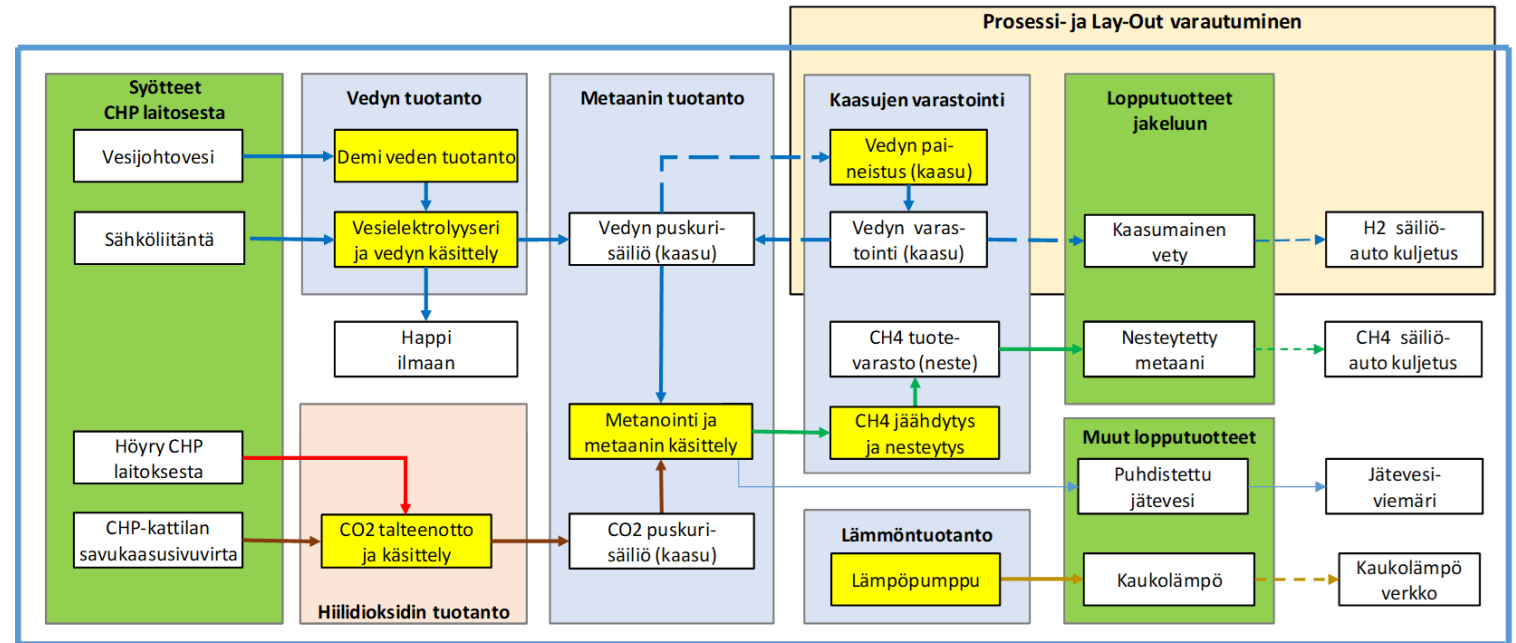 Prosessi- ja Lay-Out varautuminen
Syötteet
CHP laitosesta
Vesijohtovesi
Sähköliitäntä
Höyry CHP
laitoksesta
CHP-kattilan
savukaasusivuvirta
Vedyn tuotanto
Demi veden tuotanto
Vesielektrolyyseri
ja vedyn käsittely
Happi
ilmaan
CO2 talteenotto
ja käsittely
Hiilidioksidin tuotanto
Metaanin tuotanto
Vedyn puskuri-
säiliö (kaasu)
Metanointi ja
metaanin käsittely
CO2 puskuri-
säiliö (kaasu)
Kaasujen varastointi
Vedyn pai-
neistus (kaasu)
Vedyn varas-
tointi (kaasu)
CH4 tuote-
varasto (neste)
CH4 jäähdytys
ja nesteytys
Lämmöntuotanto
Lämpöpumppu
Lopputuotteet
jakeluun
Kaasumainen
vety
Nesteytetty
metaani
Muut lopputuotteet
Puhdistettu
jätevesi
Kaukolämpö
H2 säiliö-
auto kuljetus
CH4 säiliö-
auto kuljetus
Jätevesi-
viemäri
Kaukolämpö
verkko